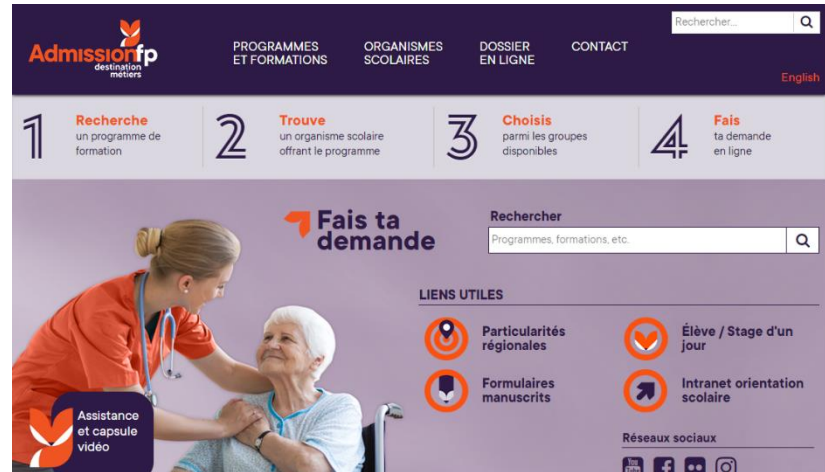 Rechercher...
Admissionfp
destination
métiers
PROGRAMMES
ET FORMATIONS
ORGANISMES
SCOLAIRES
DOSSIER
EN LIGNE
CONTACT
English
1
Recherche
un programme de
formation
2
Trouve
un organisme scolaire
offrant le programme
3
Choisis
parmi les groupes
disponibles
4
Fais
ta demande
en ligne
Fais ta
demande
Rechercher
Programmes, formations, etc.
LIENS UTILES
Particularités
régionales
Élève / Stage d'un
jour
Formulaires
manuscrits
Intranet orientation
scolaire
Assistance
et capsule
vidéo
Réseaux sociaux
You
Tube